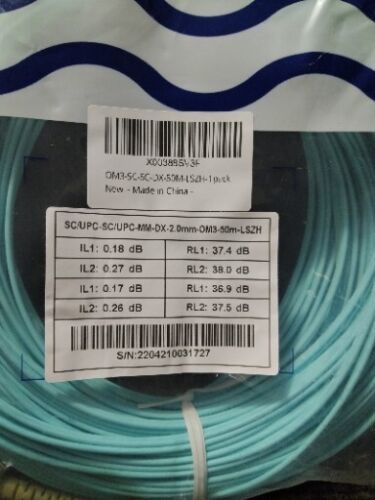 OM3-SC-SC-DX-50M-LSZH-1pack
New - Made in China -
SC/UPC-SC/UPC-MM-DX-2.0mm-OM3-50m-LSZH
IL1: 0.18 dB RL1: 37.4 dB
IL2: 0.27 dB RL2: 38.0 dB
IL1: 0.17 dB RL1: 36.9 dB
IL2: 0.26 dB RL2: 37.5 dB
S/N:2204210031727